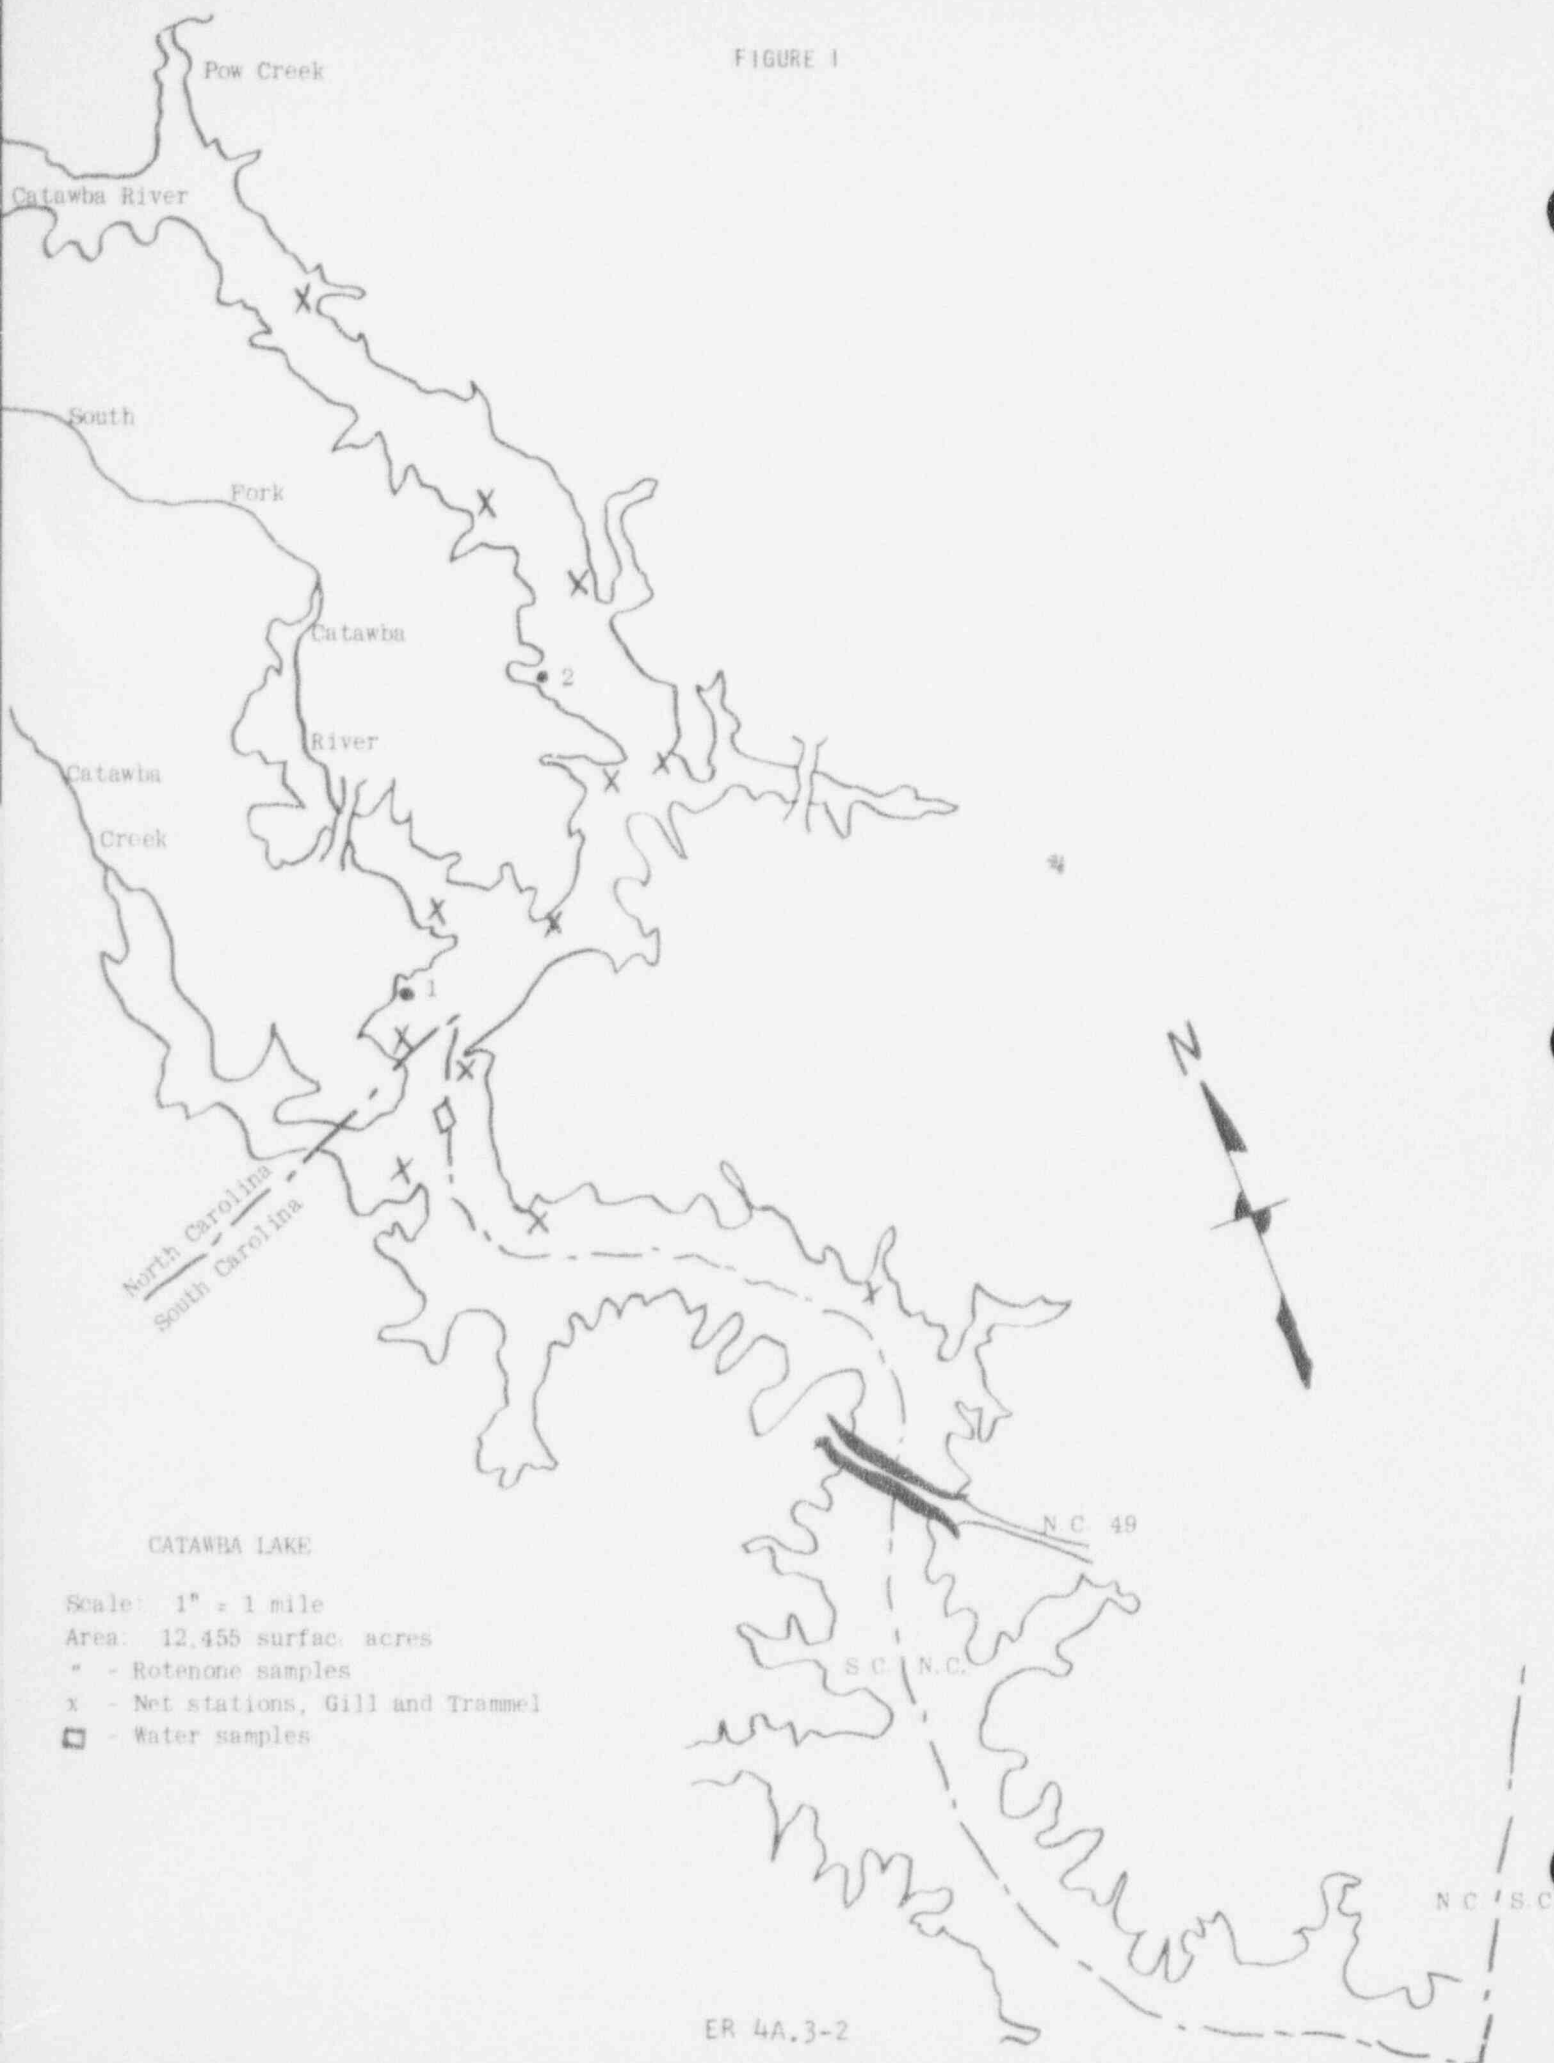 FIGURE 1
Pow Creek
Catawba River
South
Fork
Catawba
River
2
Catawba
Creek
1
N
North Carolina
South Carolina
N.C. 49
CATAWBA LAKE
Scale: 1" = 1 mile
Area: 12,455 surfac acres
" - Rotenone samples
x - Net stations, Gill and Trammel
- Water samples
S C N.C.
N C S.C
ER 4A.3-2